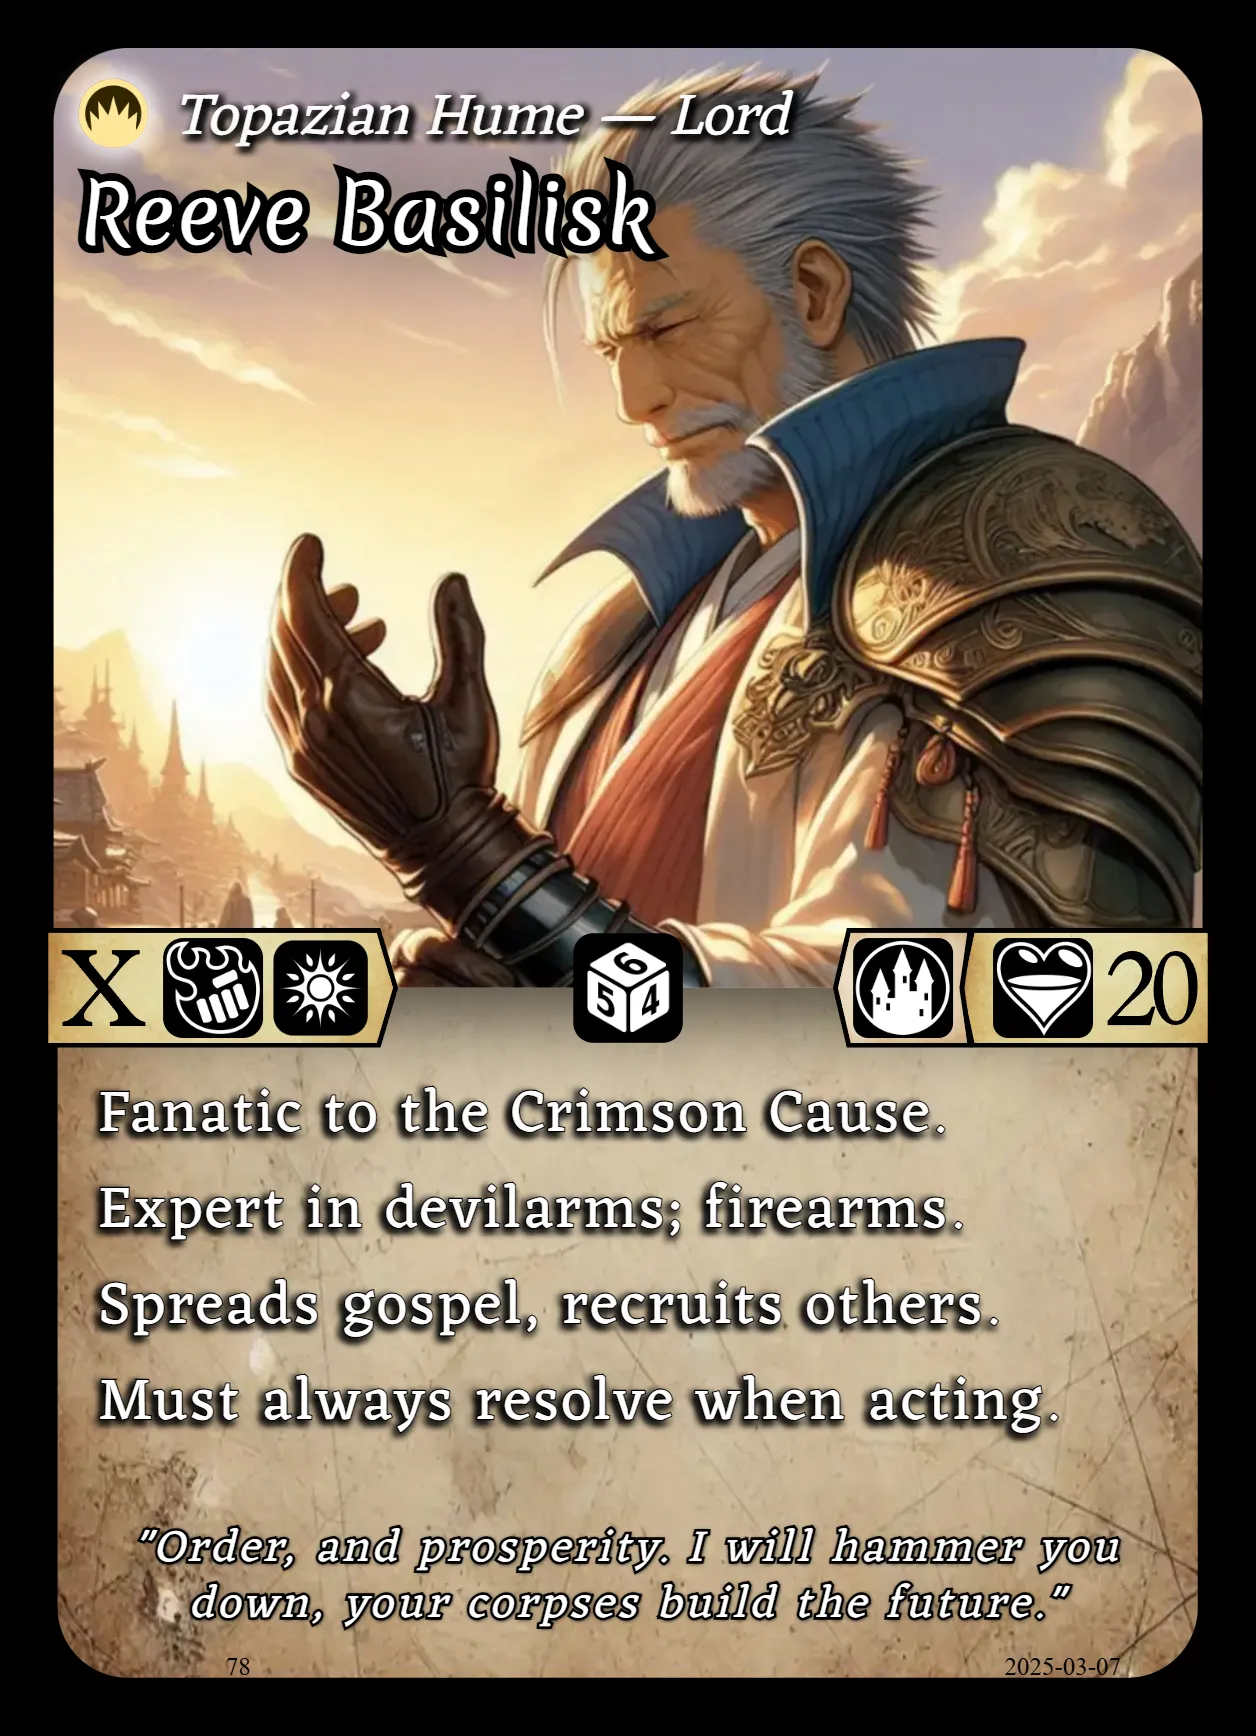 Topazian Hume — Lord
Reeve Basilisk
X
6
5 4
20
Fanatic to the Crimson Cause.
Expert in devilarms; firearms.
Spreads gospel, recruits others.
Must always resolve when acting.
"Order, and prosperity. I will hammer you
down, your corpses build the future."
78 2025-03-07